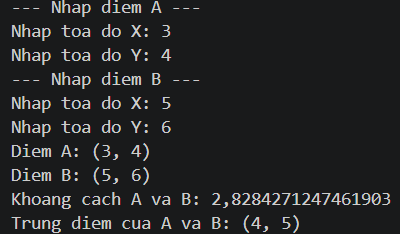 --- Nhap diem A ---
Nhap toa do X: 3
Nhap toa do Y: 4
--- Nhap diem B ---
Nhap toa do X: 5
Nhap toa do Y: 6
Diem A: (3, 4)
Diem B: (5, 6)
Khoang cach A va B: 2,8284271247461903
Trung diem cua A va B: (4, 5)